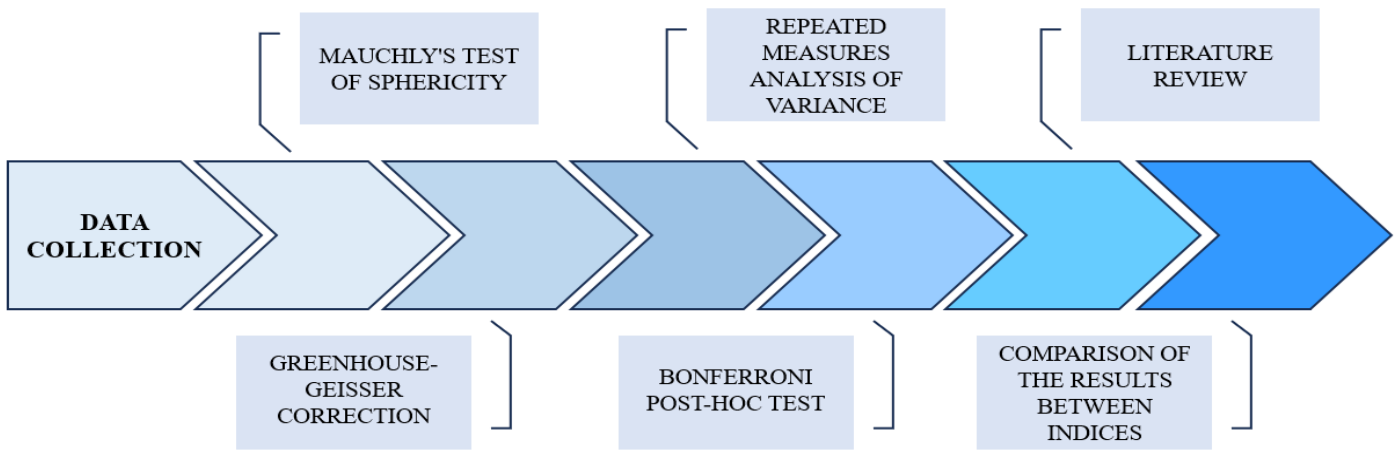 DATA
COLLECTION
MAUCHLY'S TEST
OF SPHERICITY
GREENHOUSE-
GEISSER
CORRECTION
REPEATED
MEASURES
ANALYSIS OF
VARIANCE
BONFERRONI
POST-HOC TEST
LITERATURE
REVIEW
COMPARISON OF
THE RESULTS
BETWEEN
INDICES